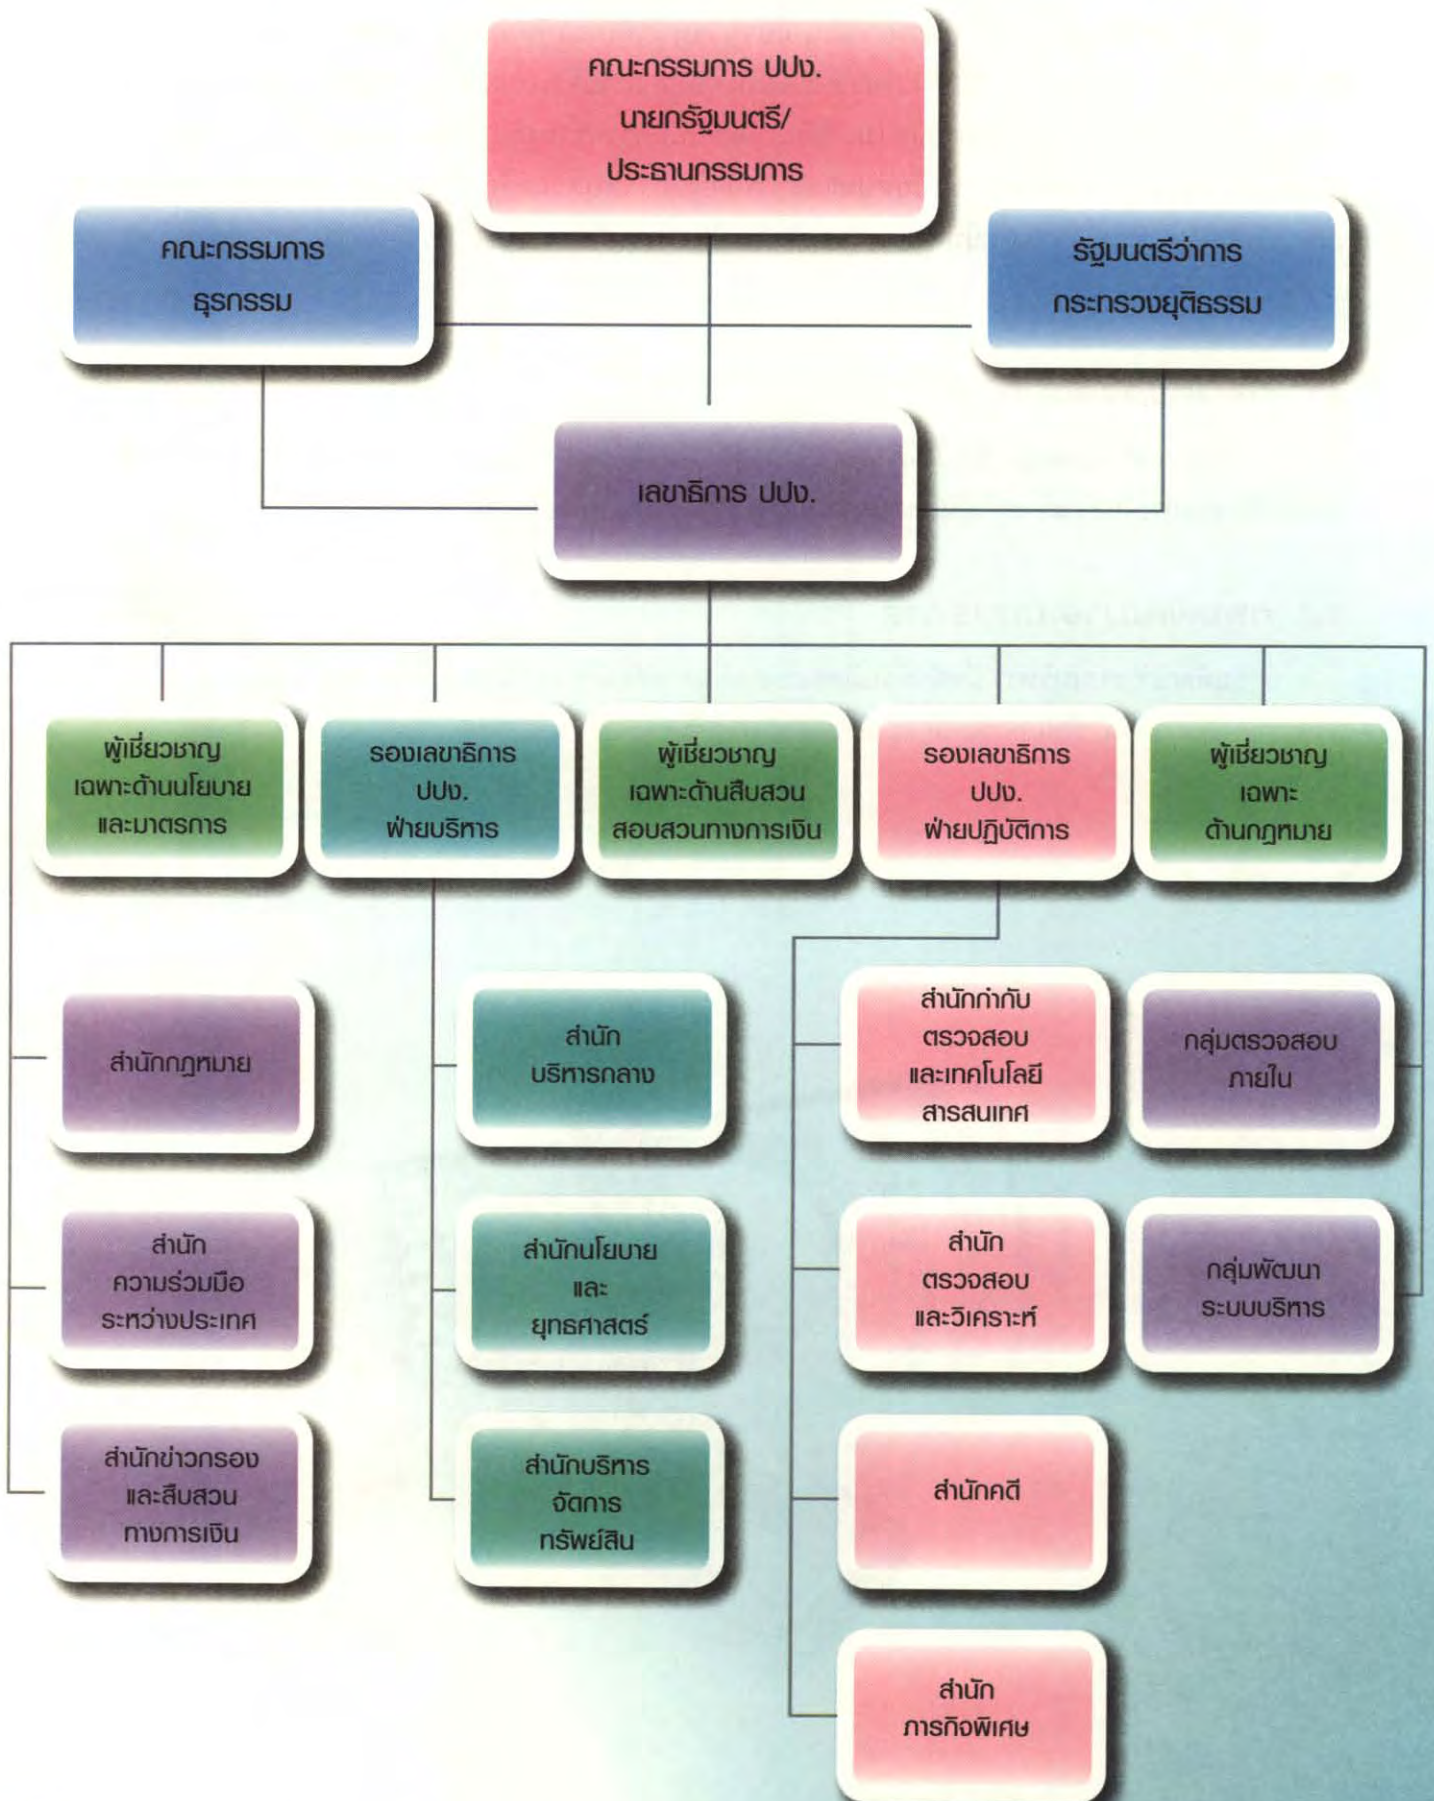 คณะกรรมการ ปปง.
นายกรัฐมนตรี/
ประธานกรรมการ
คณะกรรมการ
ธุรกรรม
รัฐมนตรีว่าการ
กระทรวงยุติธรรม
เลขาธิการ ปปง.
ผู้เชี่ยวชาญ
เฉพาะด้านนโยบาย
และมาตรการ
รองเลขาธิการ
ปปง.
ฝ่ายบริหาร
ผู้เชี่ยวชาญ
เฉพาะด้านสืบสวน
สอบสวนทางการเงิน
รองเลขาธิการ
ปปง.
ฝ่ายปฏิบัติการ
ผู้เชี่ยวชาญ
เฉพาะ
ด้านกฎหมาย
สำนักกฎหมาย
สำนัก
บริหารกลาง
สำนักกำกับ
ตรวจสอบ
และเทคโนโลยี
สารสนเทศ
กลุ่มตรวจสอบ
ภายใน
สำนัก
ความร่วมมือ
ระหว่างประเทศ
สำนักนโยบาย
และ
ยุทธศาสตร์
สำนัก
ตรวจสอบ
และวิเคราะห์
กลุ่มพัฒนา
ระบบบริหาร
สำนักข่าวกรอง
และสืบสวน
ทางการเงิน
สำนักบริหาร
จัดการ
ทรัพย์สิน
สำนักคดี
สำนัก
ภารกิจพิเศษ